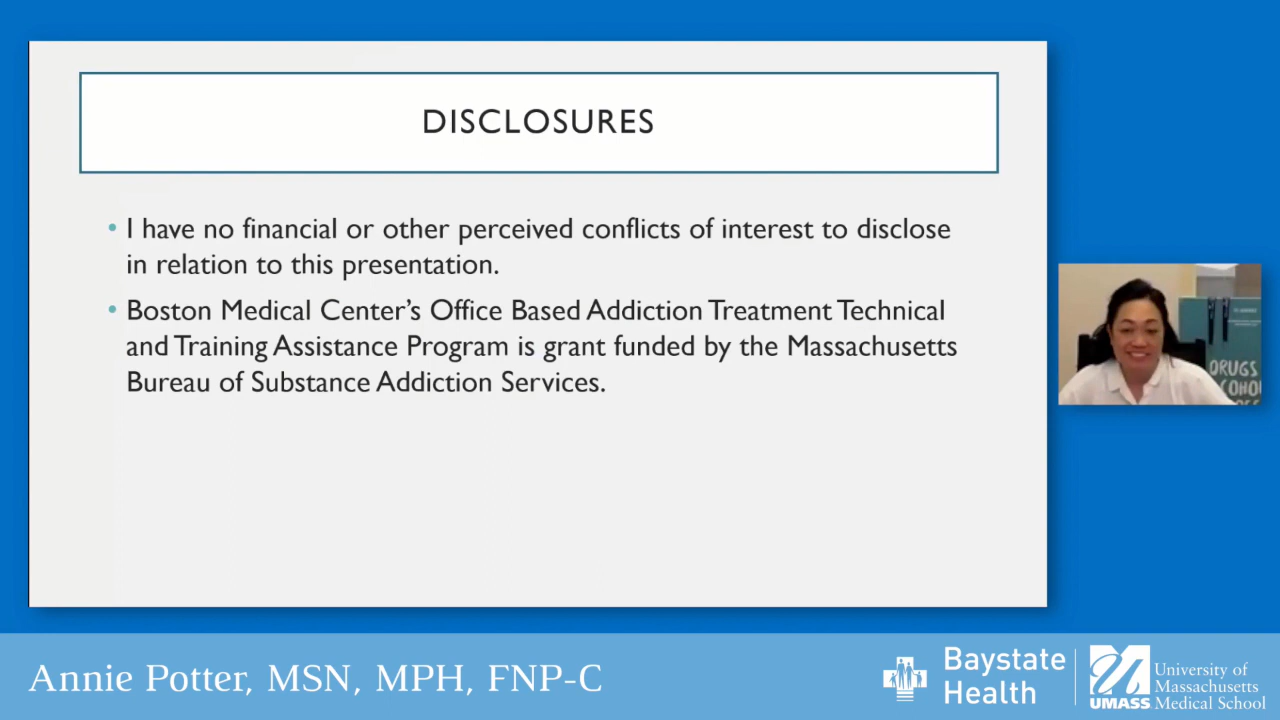 DISCLOSURES
• I have no financial or other perceived conflicts of interest to disclose
in relation to this presentation.
• Boston Medical Center’s Office Based Addiction Treatment Technical
and Training Assistance Program is grant funded by the Massachusetts
Bureau of Substance Addiction Services.
DRUGS
Annie Potter, MSN, MPH, FNP-C
Baystate
Health
UMASS
University of
Massachusetts
Medical School